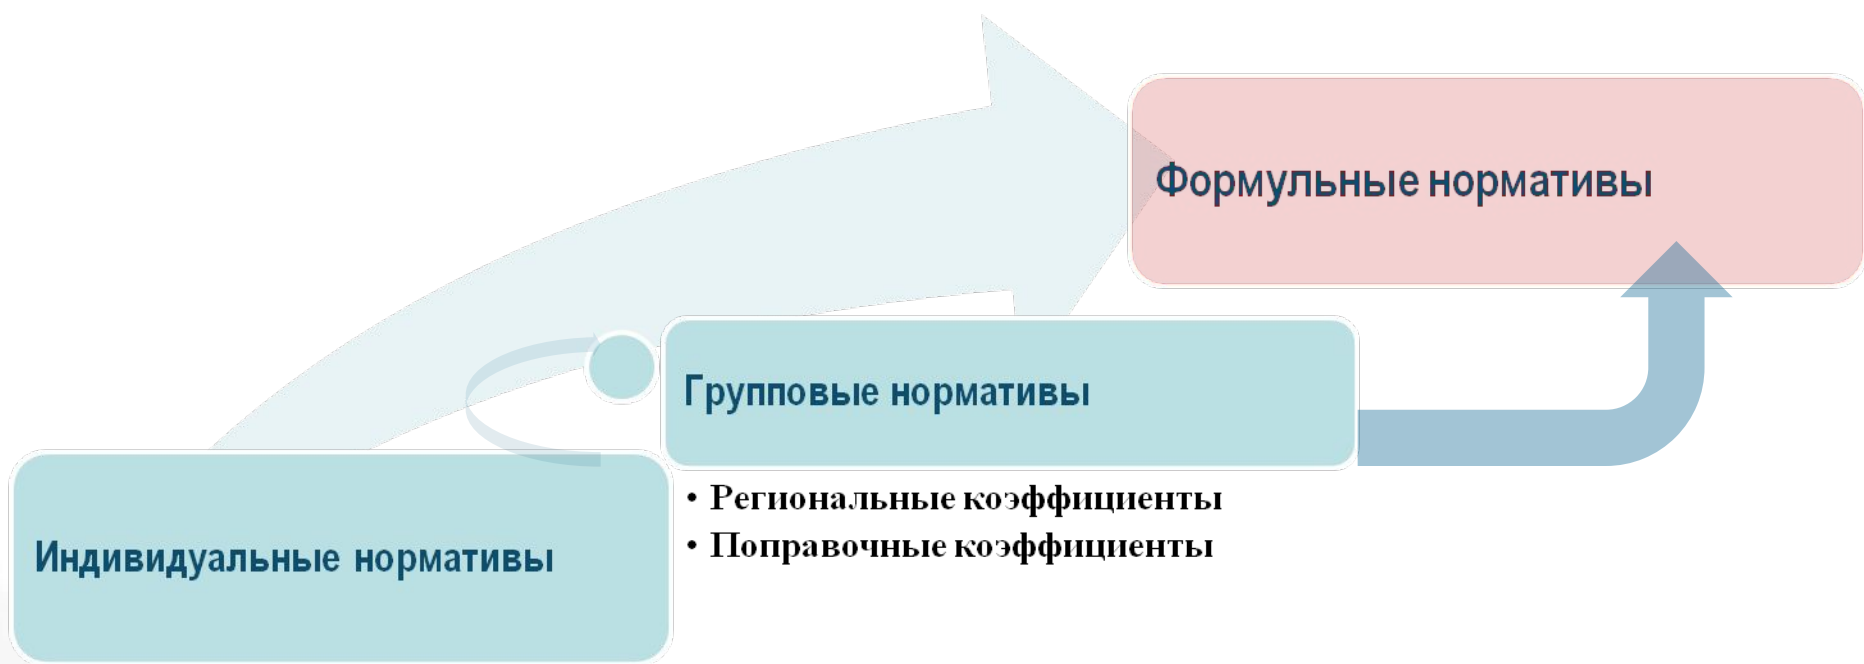 Формульные нормативы
Групповые нормативы
• Региональные коэффициенты
• Поправочные коэффициенты
Индивидуальные нормативы